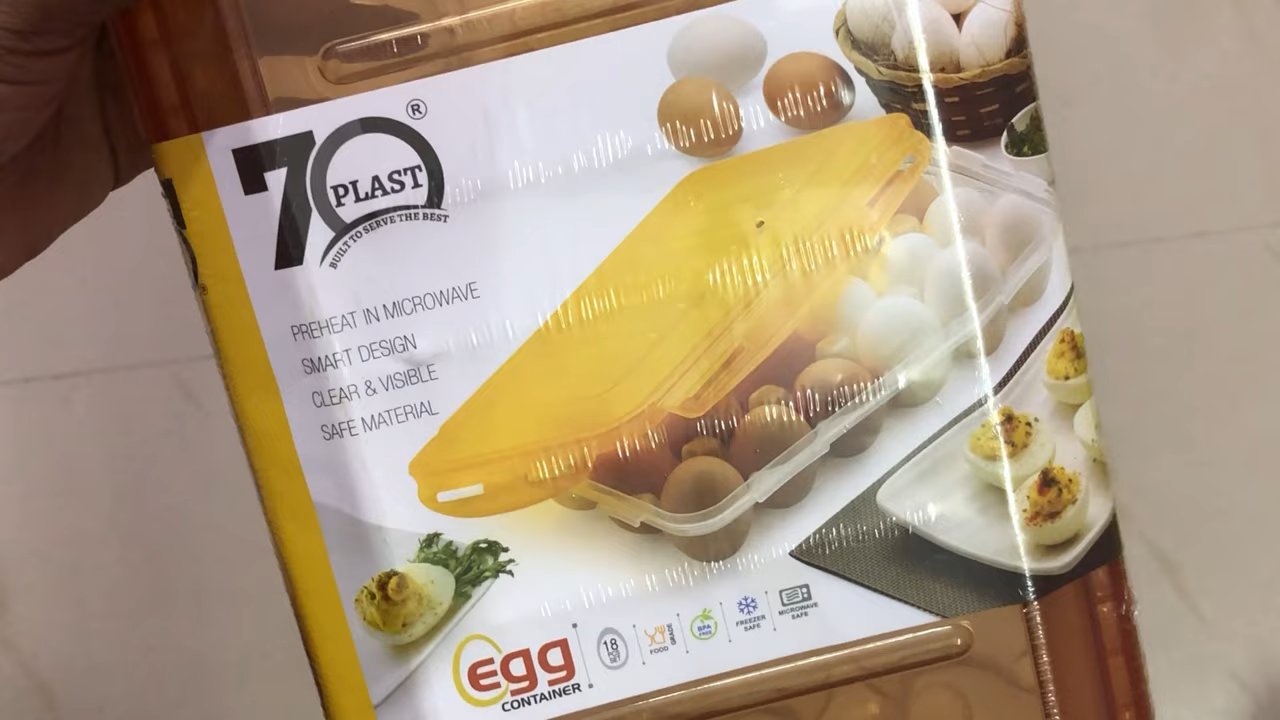 70®
PLAST
BUILT TO SERVE THE BEST
PREHEAT IN MICROWAVE
SMART DESIGN
CLEAR & VISIBLE
SAFE MATERIAL
egg
CONTAINER
18
FOOD GRADE
BPA
FREE
FREEZER
SAFE
MICROWAVE
SAFE